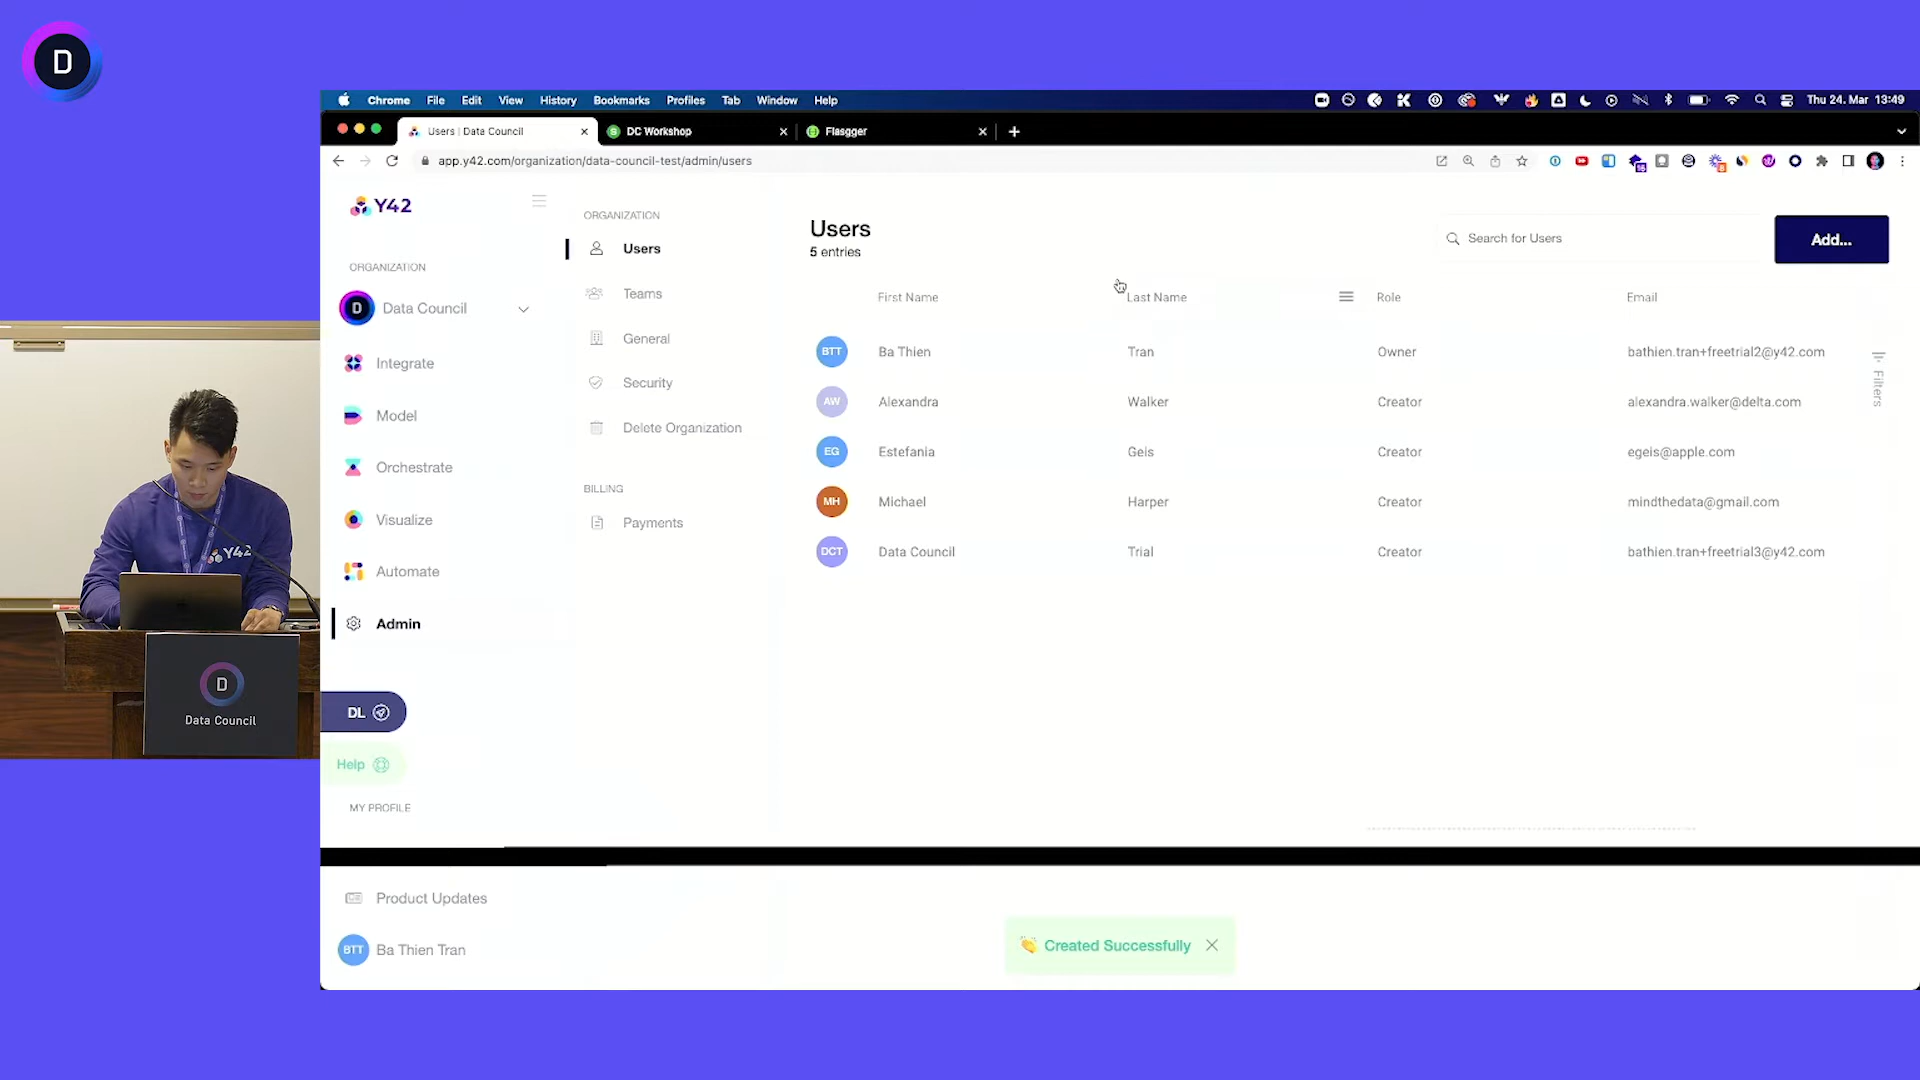 D
Chrome File Edit View History Bookmarks Profiles Tab Window Help
Thu 24. Mar 13:49
Users | Data Council
DC Workshop
Flasgger
app.y42.com/organization/data-council-test/admin/users
Y42
ORGANIZATION
D Data Council
Integrate
Model
Orchestrate
Visualize
Automate
Admin
DL
Help
MY PROFILE
Product Updates
BTT Ba Thien Tran
ORGANIZATION
Users
Teams
General
Security
Delete Organization
BILLING
Payments
Users
5 entries
Search for Users
Add...
First Name Last Name Role Email
BTT Ba Thien Tran Owner bathien.tran+freetrial2@y42.com
AW Alexandra Walker Creator alexandra.walker@delta.com
EG Estefania Geis Creator egeis@apple.com
MH Michael Harper Creator mindthedata@gmail.com
DCT Data Council Trial Creator bathien.tran+freetrial3@y42.com
Filters
Created Successfully
Y42
D
Data Council